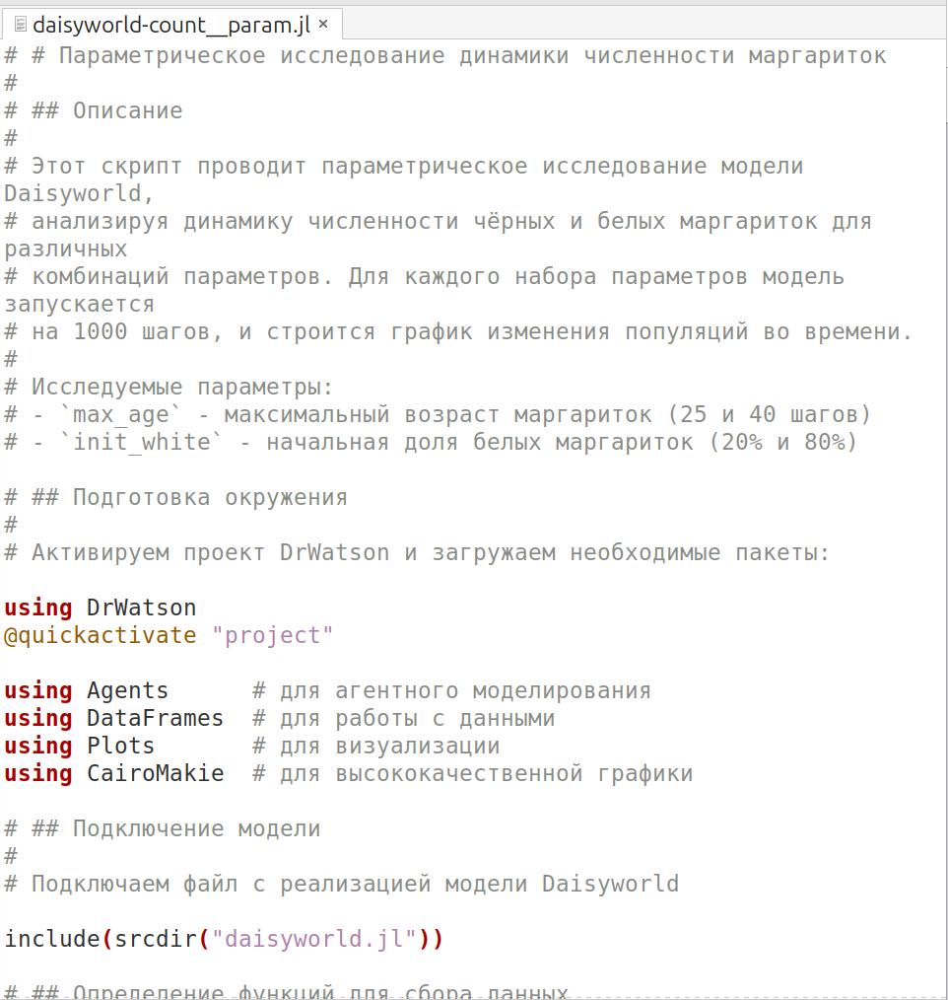 daisyworld-count__param.jl ×
# # Параметрическое исследование динамики численности маргариток
#
# ## Описание
#
# Этот скрипт проводит параметрическое исследование модели
Daisyworld,
# анализируя динамику численности чёрных и белых маргариток для
различных
# комбинаций параметров. Для каждого набора параметров модель
запускается
# на 1000 шагов, и строится график изменения популяций во времени.
#
# Исследуемые параметры:
# - `max_age` - максимальный возраст маргариток (25 и 40 шагов)
# - `init_white` - начальная доля белых маргариток (20% и 80%)
# ## Подготовка окружения
#
# Активируем проект DrWatson и загружаем необходимые пакеты:
using DrWatson
@quickactivate "project"
using Agents      # для агентного моделирования
using DataFrames  # для работы с данными
using Plots       # для визуализации
using CairoMakie  # для высококачественной графики
# ## Подключение модели
#
# Подключаем файл с реализацией модели Daisyworld
include(srcdir("daisyworld.jl"))
# ## Определение функций для сбора данных